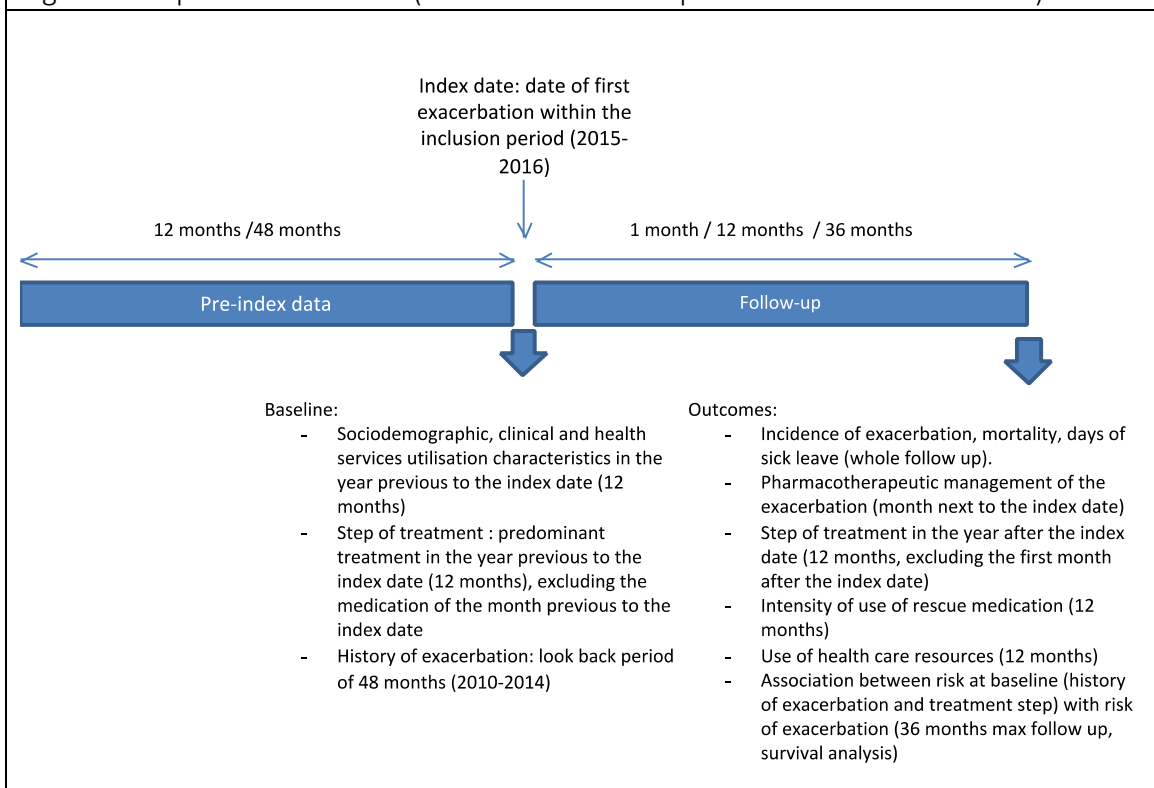 Index date: date of first
exacerbation within the
inclusion period (2015-
2016)
12 months /48 months
1 month / 12 months  / 36 months
Pre-index data
Follow-up
Baseline:
- Sociodemographic, clinical and health
services utilisation characteristics in the
year previous to the index date (12
months)
- Step of treatment : predominant
treatment in the year previous to the
index date (12 months), excluding the
medication of the month previous to the
index date
- History of exacerbation: look back period
of 48 months (2010-2014)
Outcomes:
- Incidence of exacerbation, mortality, days of
sick leave (whole follow up).
- Pharmacotherapeutic management of the
exacerbation (month next to the index date)
- Step of treatment in the year after the index
date (12 months, excluding the first month
after the index date)
- Intensity of use of rescue medication (12
months)
- Use of health care resources (12 months)
- Association between risk at baseline (history
of exacerbation and treatment step) with risk
of exacerbation (36 months max follow up,
survival analysis)